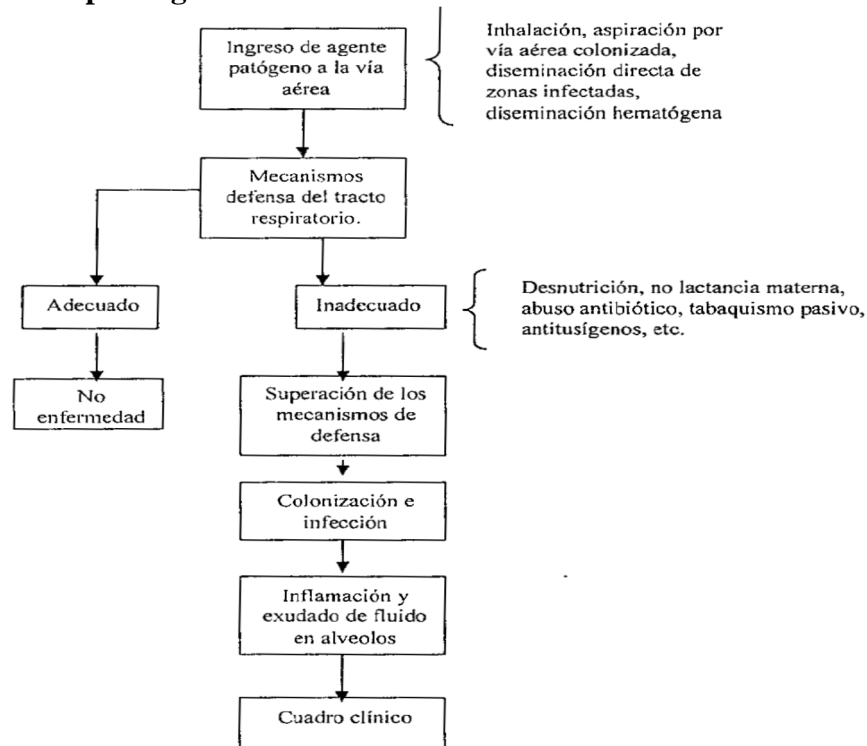 Ingreso de agente
patógeno a la vía
aérea
Inhalación, aspiración por
vía aérea colonizada,
diseminación directa de
zonas infectadas,
diseminación hematógena
Mecanismos
defensa del tracto
respiratorio.
Adecuado
Inadecuado
Desnutrición, no lactancia materna,
abuso antibiótico, tabaquismo pasivo,
antitusígenos, etc.
No
enfermedad
Superación de los
mecanismos de
defensa
Colonización e
infección
Inflamación y
exudado de fluido
en alveolos
Cuadro clínico